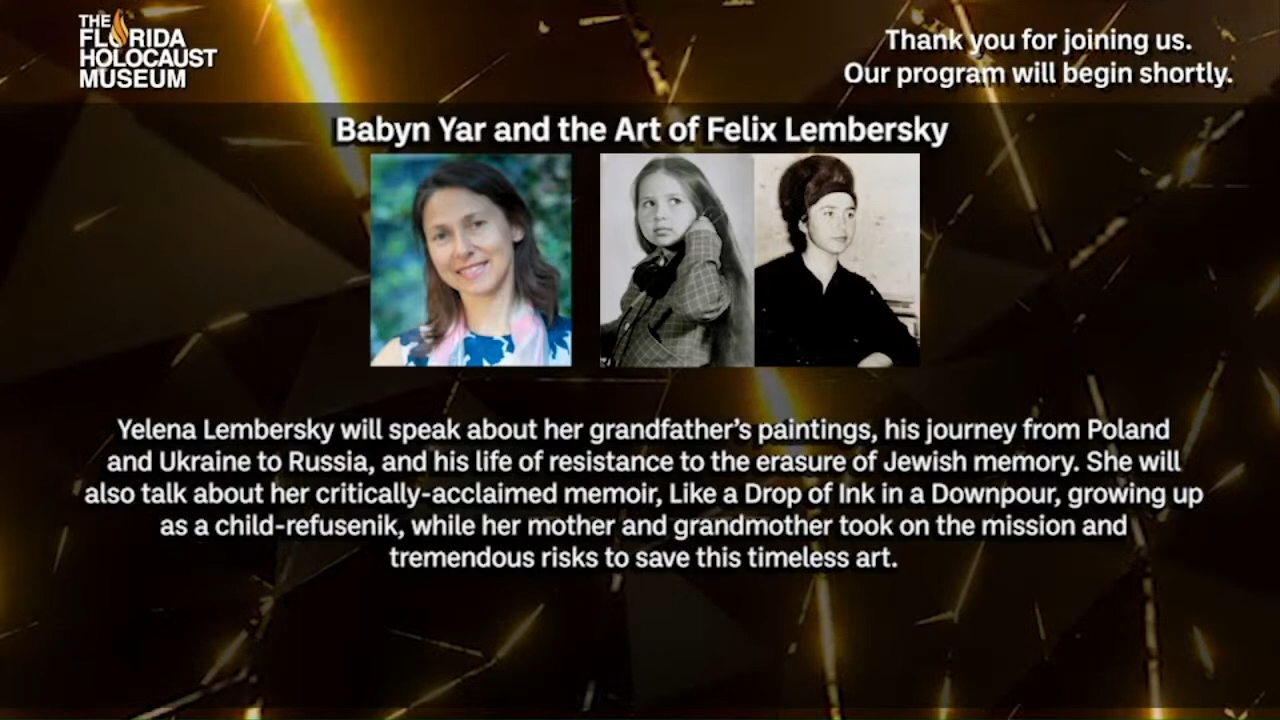 THE
FLORIDA
HOLOCAUST
MUSEUM
Thank you for joining us.
Our program will begin shortly.
Babyn Yar and the Art of Felix Lembersky
Yelena Lembersky will speak about her grandfather’s paintings, his journey from Poland
and Ukraine to Russia, and his life of resistance to the erasure of Jewish memory. She will
also talk about her critically-acclaimed memoir, Like a Drop of Ink in a Downpour, growing up
as a child-refusenik, while her mother and grandmother took on the mission and
tremendous risks to save this timeless art.